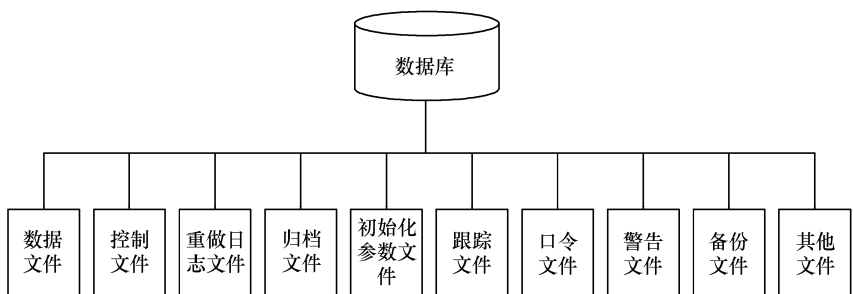 数据库
数据
文件
控制
文件
重做日
志文件
归档
文件
初始化
参数文
件
跟踪
文件
口令
文件
警告
文件
备份
文件
其他
文件